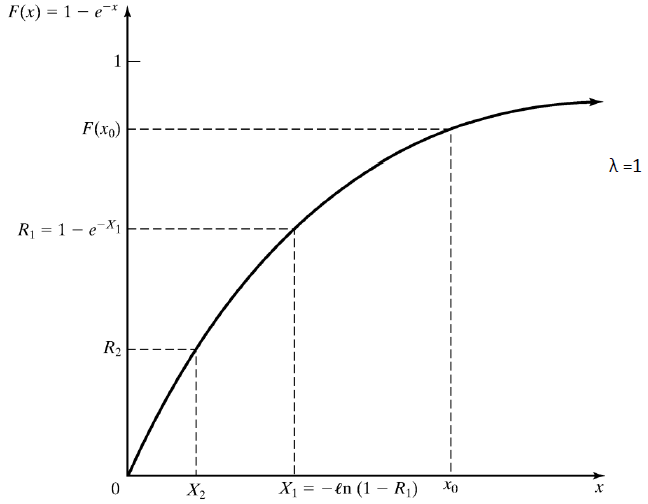 F(x) = 1 − e⁻ˣ
1
F(x₀)
λ =1
R₁ = 1 − e^−X₁
R₂
0
X₂
X₁ = −ℓn (1 − R₁)
x₀
x